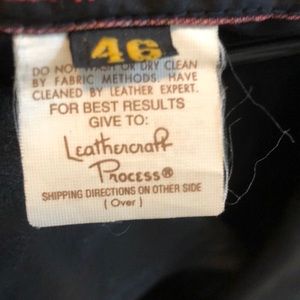 46
DO NOT WASH OR DRY CLEAN
BY FABRIC METHODS. HAVE
CLEANED BY LEATHER EXPERT.
FOR BEST RESULTS
GIVE TO:
Leathercraft
Process®
SHIPPING DIRECTIONS ON OTHER SIDE
(Over)